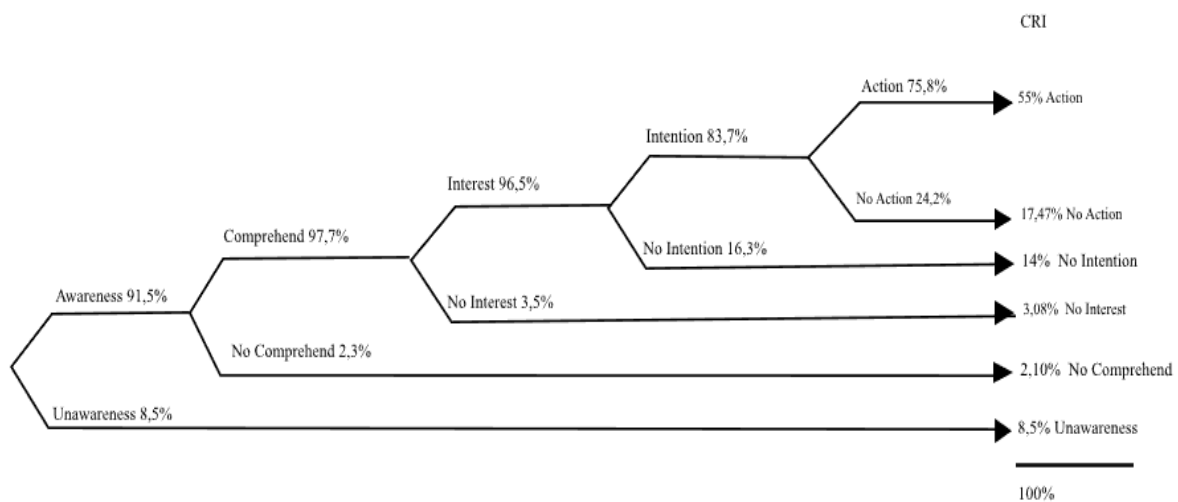 CRI
Action 75,8%
55% Action
Intention 83,7%
Interest 96,5%
No Action 24,2%
17,47% No Action
Comprehend 97,7%
No Intention 16,3%
14% No Intention
Awareness 91,5%
No Interest 3,5%
3,08% No Interest
No Comprehend 2,3%
2,10% No Comprehend
Unawareness 8,5%
8,5% Unawareness
100%